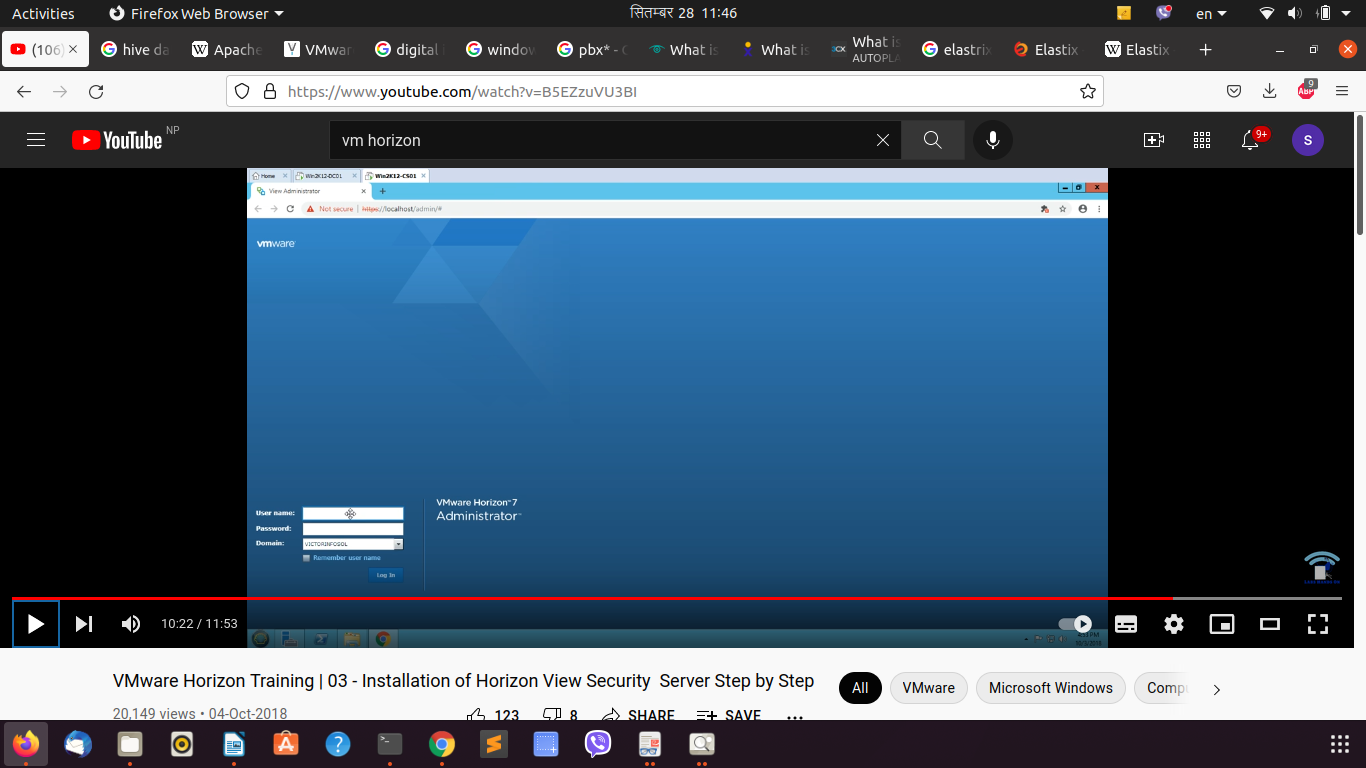 Activities Firefox Web Browser सितम्बर 28 11:46 en
(106) hive da Apache VMwar digital windov pbx* - G What is What is What is elastrix Elastix Elastix
AUTOPLA
https://www.youtube.com/watch?v=B5EZzuVU3BI ABP 9
YouTube NP vm horizon 9+ S
Home Win2K12-DC01 Win2K12-CS01
View Administrator
Not secure https://localhost/admin/#
vmware
User name: VMware Horizon 7
Password: Administrator
Domain: VICTORINFOSOL
Remember user name
Log In
10:22 / 11:53
VMware Horizon Training | 03 - Installation of Horizon View Security Server Step by Step All VMware Microsoft Windows Compu
20,149 views • 04-Oct-2018 123 8 SHARE SAVE